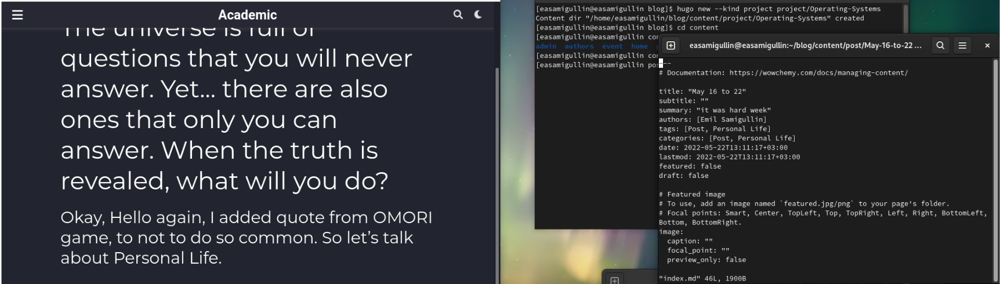 Academic
The universe is full of
questions that you will never
answer. Yet... there are also
ones that only you can
answer. When the truth is
revealed, what will you do?
Okay, Hello again, I added quote from OMORI
game, to not to do so common. So let's talk
about Personal Life.
[easamigullin@easamigullin blog]$ hugo new --kind project project/Operating-Systems
Content dir "/home/easamigullin/blog/content/project/Operating-Systems" created
[easamigullin@easamigullin blog]$ cd content
[easamigullin@easamigullin con
admin authors event home
[easamigullin@easamigullin con
[easamigullin@easamigullin pos
easamigullin@easamigullin:~/blog/content/post/May-16-to-22 ...
---
# Documentation: https://wowchemy.com/docs/managing-content/
title: "May 16 to 22"
subtitle: ""
summary: "it was hard week"
authors: [Emil Samigullin]
tags: [Post, Personal Life]
categories: [Post, Personal Life]
date: 2022-05-22T13:11:17+03:00
lastmod: 2022-05-22T13:11:17+03:00
featured: false
draft: false
# Featured image
# To use, add an image named `featured.jpg/png` to your page's folder.
# Focal points: Smart, Center, TopLeft, Top, TopRight, Left, Right, BottomLeft,
Bottom, BottomRight.
image:
caption: ""
focal_point: ""
preview_only: false
"index.md" 46L, 1900B